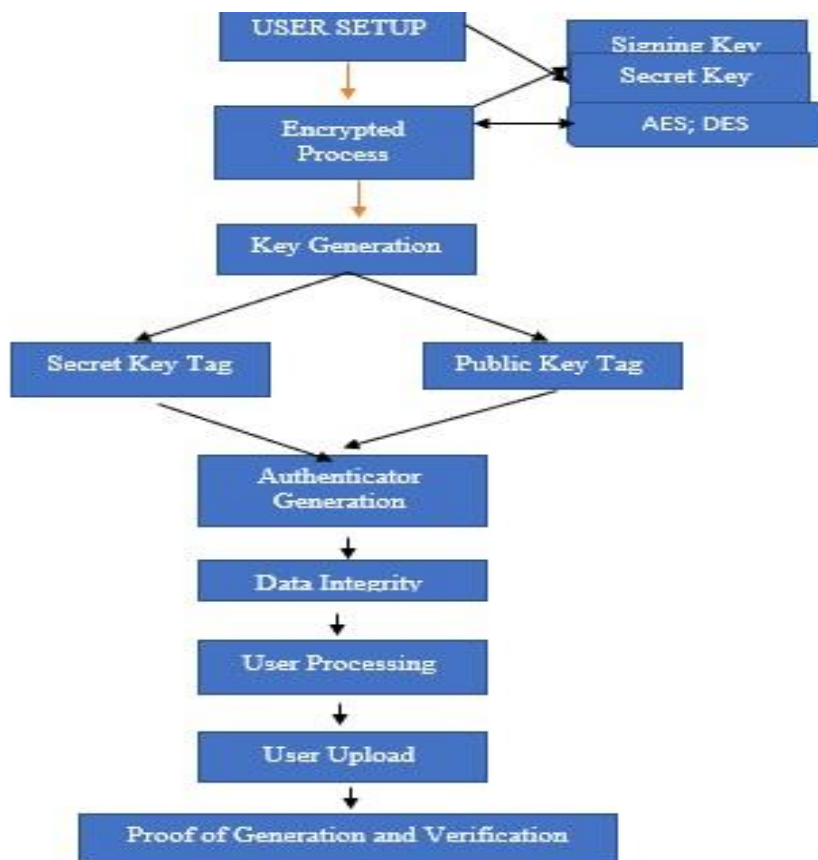 USER SETUP
Signing Key
Secret Key
AES; DES
Encrypted
Process
Key Generation
Secret Key Tag
Public Key Tag
Authenticator
Generation
Data Integrity
User Processing
User Upload
Proof of Generation and Verification